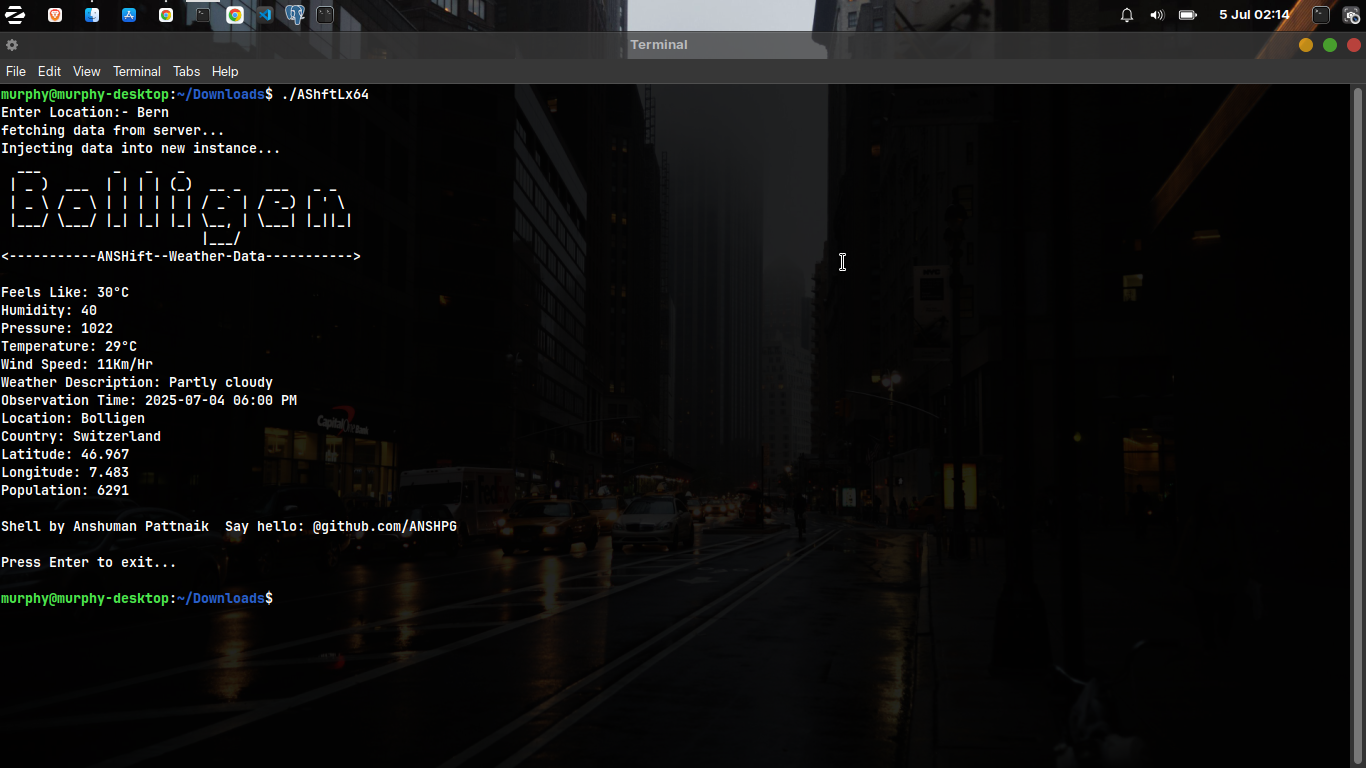 5 Jul 02:14
Terminal
File Edit View Terminal Tabs Help
murphy@murphy-desktop:~/Downloads$ ./AShftLx64
Enter Location:- Bern
fetching data from server...
Injecting data into new instance...
Bolligen
<-----------ANSHift--Weather-Data----------->
Feels Like: 30°C
Humidity: 40
Pressure: 1022
Temperature: 29°C
Wind Speed: 11Km/Hr
Weather Description: Partly cloudy
Observation Time: 2025-07-04 06:00 PM
Location: Bolligen
Country: Switzerland
Latitude: 46.967
Longitude: 7.483
Population: 6291
Shell by Anshuman Pattnaik  Say hello: @github.com/ANSHPG
Press Enter to exit...
murphy@murphy-desktop:~/Downloads$
Capital One Bank